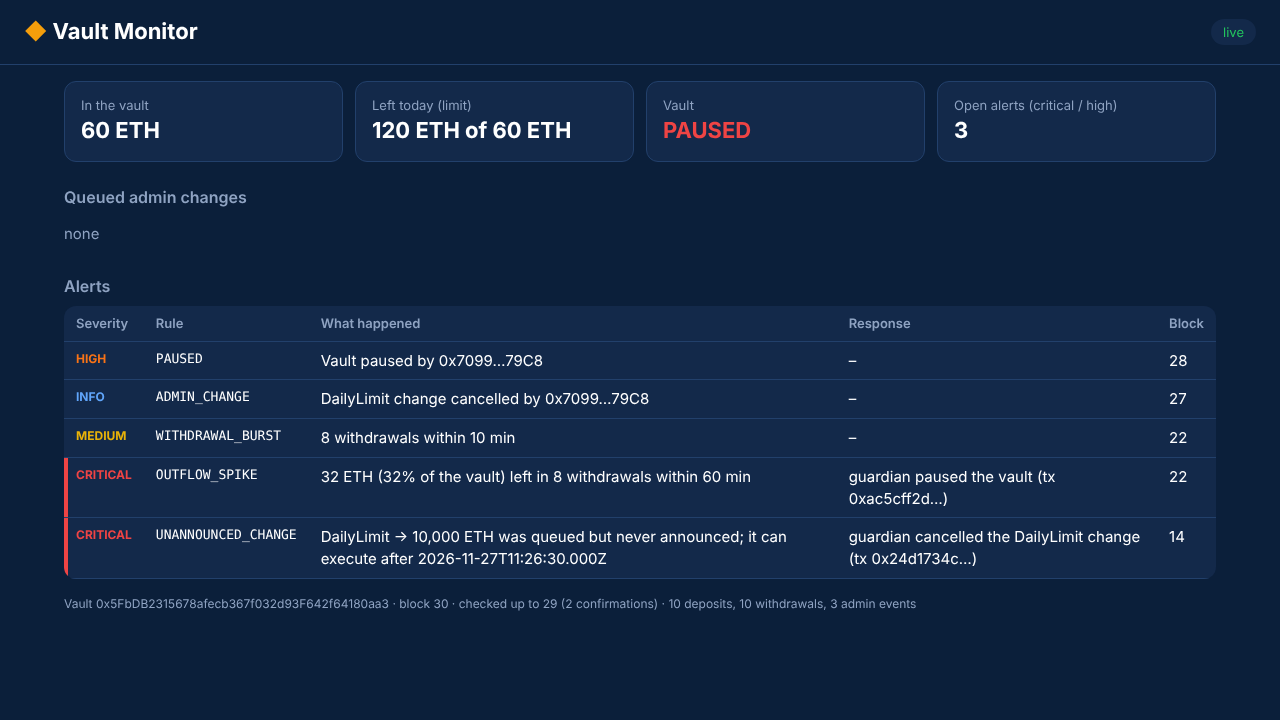 Vault Monitor
live
In the vault
60 ETH
Left today (limit)
120 ETH of 60 ETH
Vault
PAUSED
Open alerts (critical / high)
3
Queued admin changes
none
Alerts
Severity Rule What happened Response Block
HIGH PAUSED Vault paused by 0x7099…79C8 – 28
INFO ADMIN_CHANGE DailyLimit change cancelled by 0x7099…79C8 – 27
MEDIUM WITHDRAWAL_BURST 8 withdrawals within 10 min – 22
CRITICAL OUTFLOW_SPIKE 32 ETH (32% of the vault) left in 8 withdrawals within 60 min guardian paused the vault (tx 22
0xac5cff2d…)
CRITICAL UNANNOUNCED_CHANGE DailyLimit → 10,000 ETH was queued but never announced; it can guardian cancelled the DailyLimit change 14
execute after 2026-11-27T11:26:30.000Z (tx 0x24d1734c…)
Vault 0x5FbDB2315678afecb367f032d93F642f64180aa3 · block 30 · checked up to 29 (2 confirmations) · 10 deposits, 10 withdrawals, 3 admin events